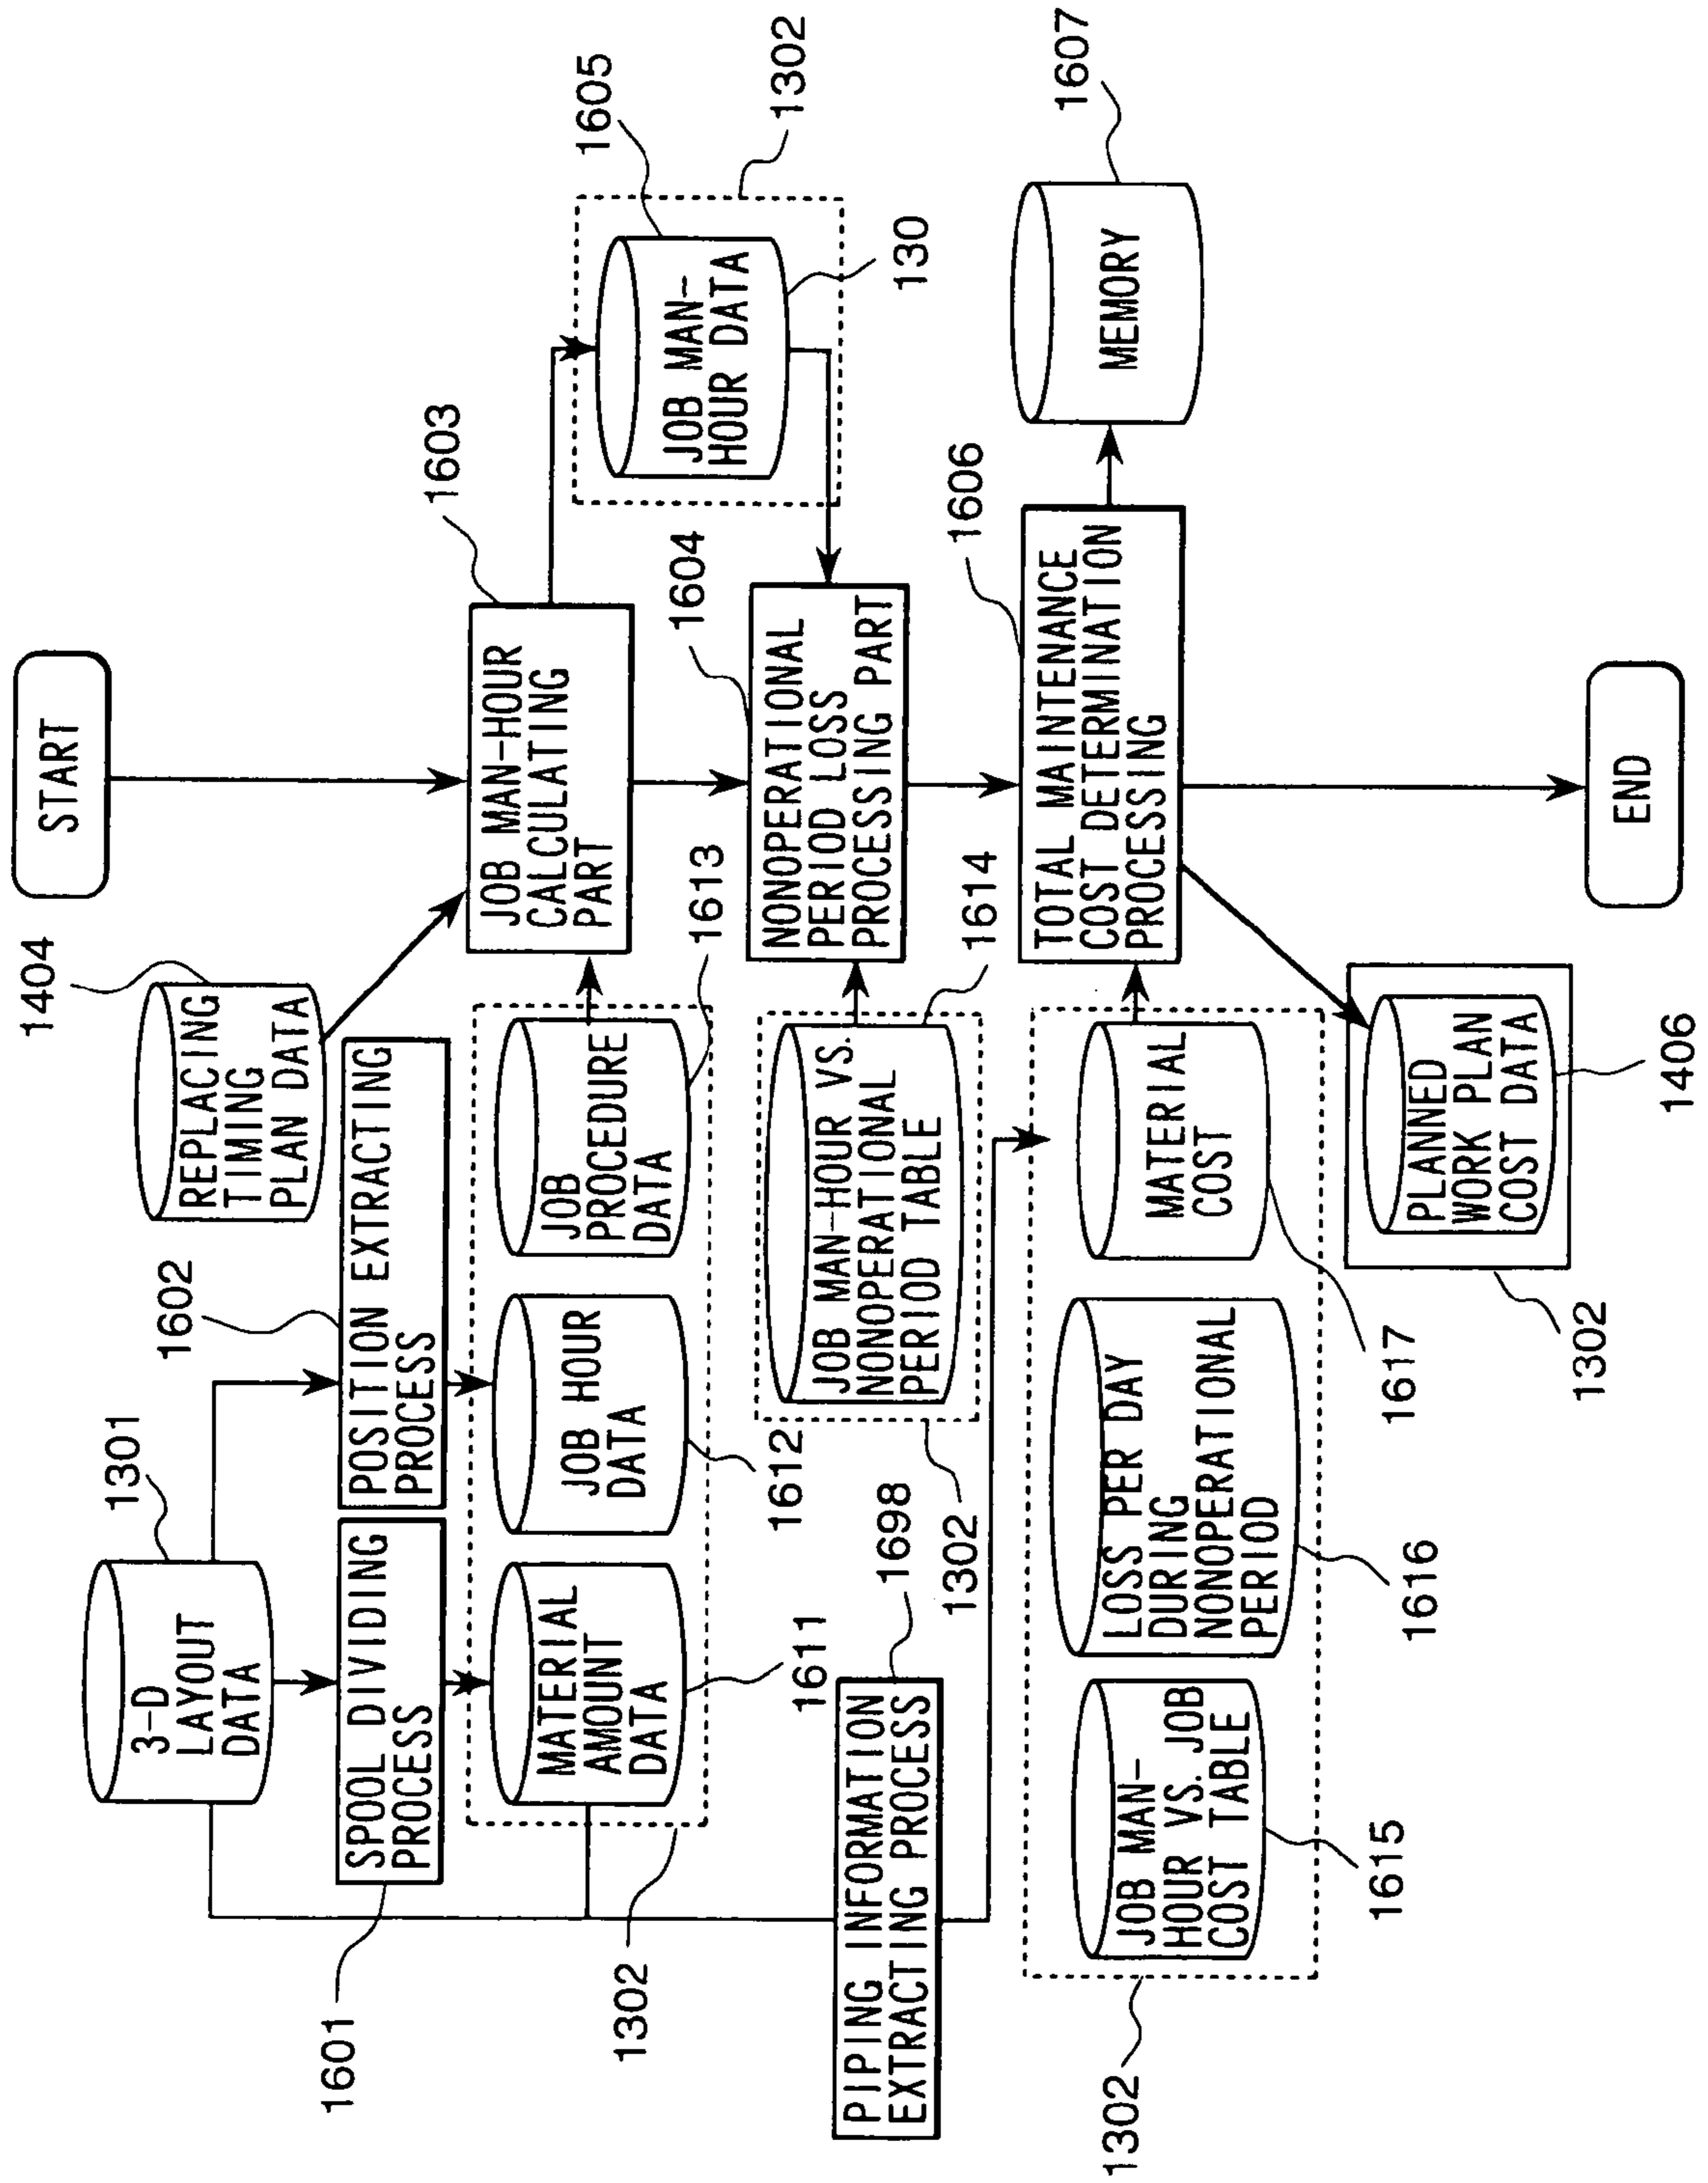 START
1404
REPLACING
TIMING
PLAN DATA
1301
3-D
LAYOUT
DATA
1602
POSITION EXTRACTING
PROCESS
1601
SPOOL DIVIDING
PROCESS
1603
JOB MAN-HOUR
CALCULATING
PART
1605
1302
JOB MAN-
HOUR DATA
130
MATERIAL
AMOUNT
DATA
1611
JOB HOUR
DATA
1612
JOB
PROCEDURE
DATA
1613
1302
1604
NONOPERATIONAL
PERIOD LOSS
PROCESSING PART
JOB MAN-HOUR VS.
NONOPERATIONAL
PERIOD TABLE
1614
1302
1698
PIPING INFORMATION
EXTRACTING PROCESS
1606
TOTAL MAINTENANCE
COST DETERMINATION
PROCESSING
1607
MEMORY
JOB MAN-
HOUR VS. JOB
COST TABLE
1615
LOSS PER DAY
DURING
NONOPERATIONAL
PERIOD
1616
MATERIAL
COST
1617
1302
PLANNED
WORK PLAN
COST DATA
1406
1302
END